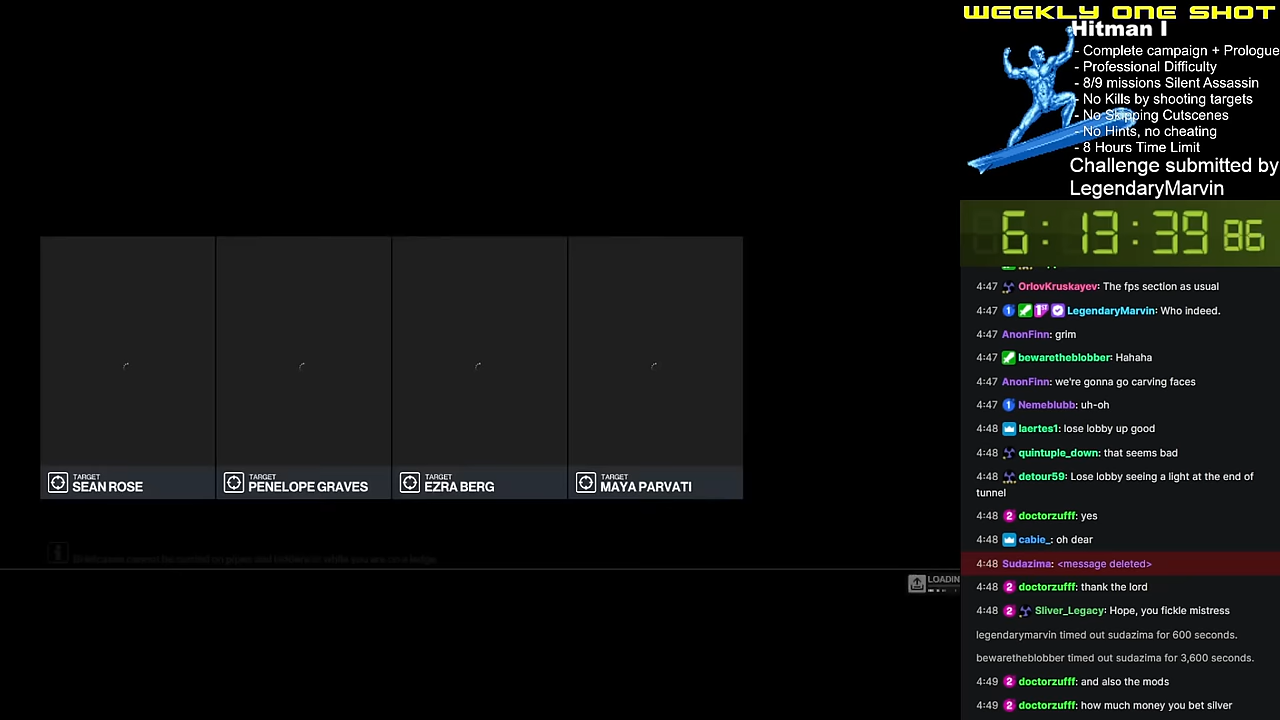 WEEKLY ONE SHOT
Hitman I
- Complete campaign + Prologue
- Professional Difficulty
- 8/9 missions Silent Assassin
- No Kills by shooting targets
- No Skipping Cutscenes
- No Hints, no cheating
- 8 Hours Time Limit
Challenge submitted by
LegendaryMarvin
6:13:39 86
4:47 OrlovKruskayev: The fps section as usual
4:47 LegendaryMarvin: Who indeed.
4:47 AnonFinn: grim
4:47 bewaretheblobber: Hahaha
4:47 AnonFinn: we're gonna go carving faces
4:47 Nemeblubb: uh-oh
4:48 laertes1: lose lobby up good
4:48 quintuple_down: that seems bad
4:48 detour59: Lose lobby seeing a light at the end of
tunnel
4:48 doctorzufff: yes
4:48 cabie_: oh dear
4:48 Sudazima: <message deleted>
4:48 doctorzufff: thank the lord
4:48 Sliver_Legacy: Hope, you fickle mistress
legendarymarvin timed out sudazima for 600 seconds.
bewaretheblobber timed out sudazima for 3,600 seconds.
4:49 doctorzufff: and also the mods
4:49 doctorzufff: how much money you bet silver
TARGET
SEAN ROSE
TARGET
PENELOPE GRAVES
TARGET
EZRA BERG
TARGET
MAYA PARVATI
LOADIN